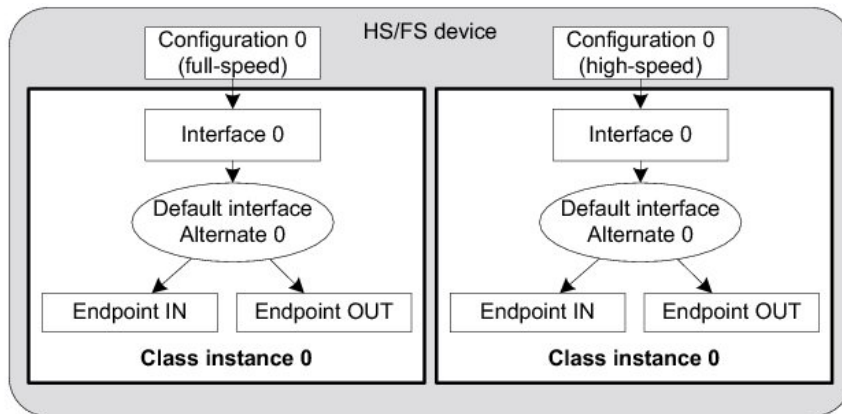 HS/FS device
Configuration 0
(full-speed)
Interface 0
Default interface
Alternate 0
Endpoint IN
Endpoint OUT
Class instance 0
Configuration 0
(high-speed)
Interface 0
Default interface
Alternate 0
Endpoint IN
Endpoint OUT
Class instance 0